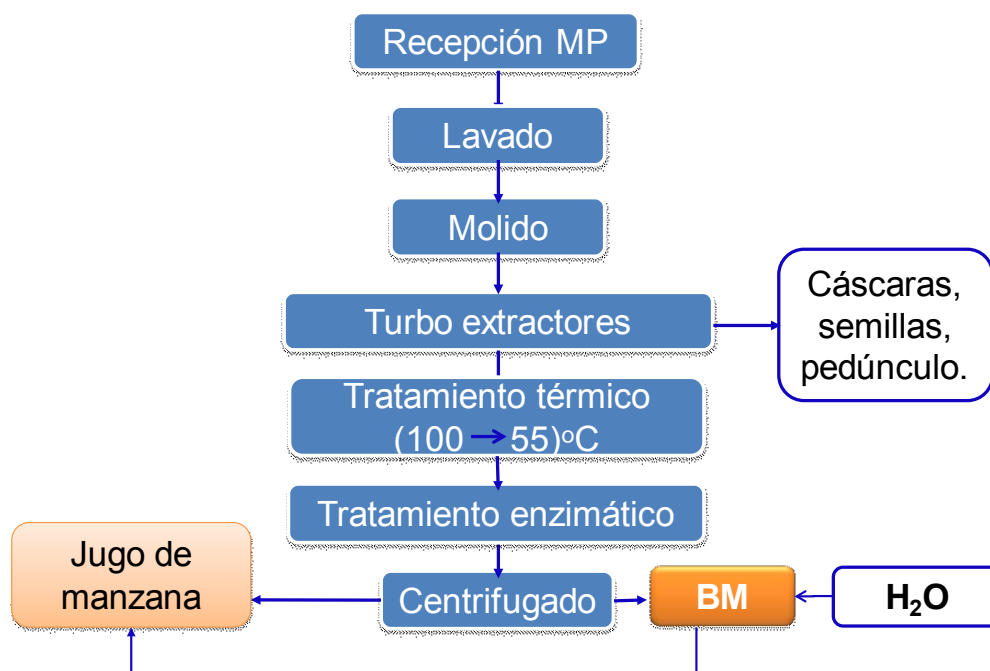 Recepción MP
Lavado
Molido
Turbo extractores
Cáscaras,
semillas,
pedúnculo.
Tratamiento térmico
(100 → 55)ºC
Tratamiento enzimático
Jugo de
manzana
Centrifugado
BM
H₂O